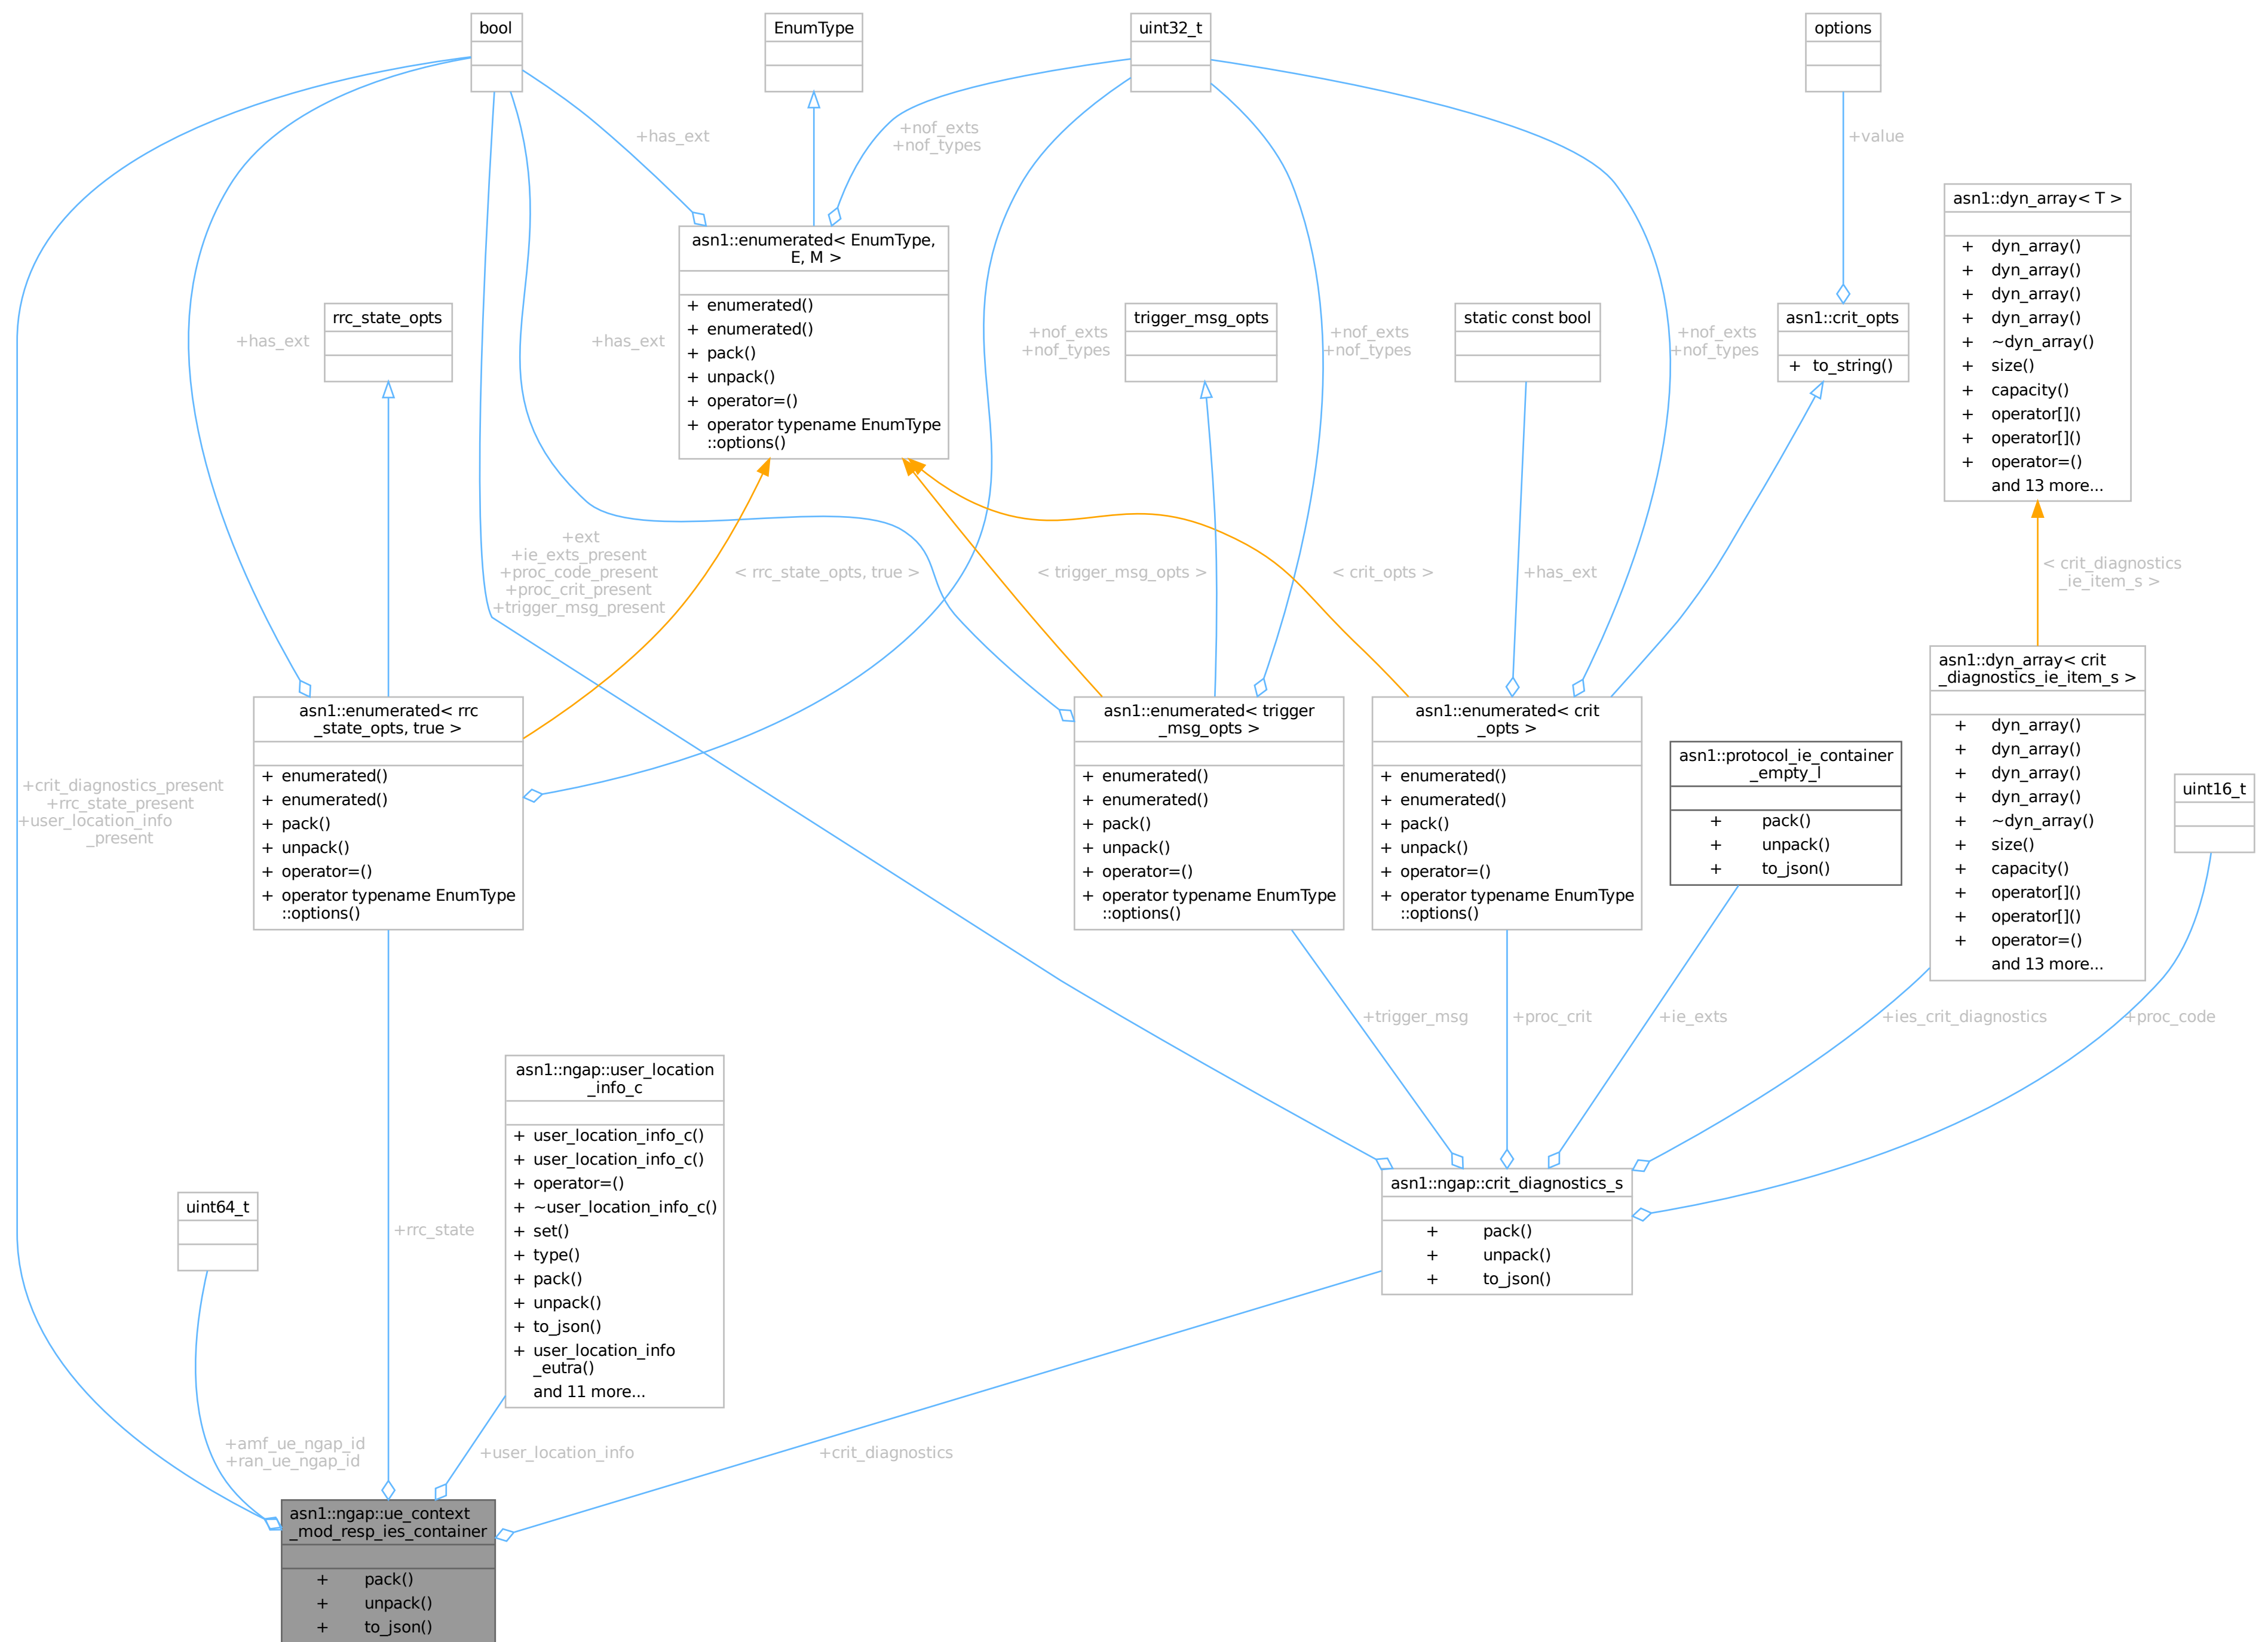 bool
EnumType
uint32_t
options
+has_ext
+nof_exts
+nof_types
+value
asn1::dyn_array< T >
+ dyn_array()
+ dyn_array()
+ dyn_array()
+ dyn_array()
+ ~dyn_array()
+ size()
+ capacity()
+ operator[]()
+ operator[]()
+ operator=()
and 13 more...
asn1::enumerated< EnumType,
E, M >
+ enumerated()
+ enumerated()
+ pack()
+ unpack()
+ operator=()
+ operator typename EnumType
::options()
rrc_state_opts
trigger_msg_opts
static const bool
asn1::crit_opts
+ to_string()
+has_ext
+has_ext
+nof_exts
+nof_types
+nof_exts
+nof_types
+nof_exts
+nof_types
+ext
+ie_exts_present
+proc_code_present
+proc_crit_present
+trigger_msg_present
< rrc_state_opts, true >
< trigger_msg_opts >
< crit_opts >
+has_ext
< crit_diagnostics
_ie_item_s >
asn1::enumerated< rrc
_state_opts, true >
+ enumerated()
+ enumerated()
+ pack()
+ unpack()
+ operator=()
+ operator typename EnumType
::options()
asn1::enumerated< trigger
_msg_opts >
+ enumerated()
+ enumerated()
+ pack()
+ unpack()
+ operator=()
+ operator typename EnumType
::options()
asn1::enumerated< crit
_opts >
+ enumerated()
+ enumerated()
+ pack()
+ unpack()
+ operator=()
+ operator typename EnumType
::options()
asn1::protocol_ie_container
_empty_l
+ pack()
+ unpack()
+ to_json()
asn1::dyn_array< crit
_diagnostics_ie_item_s >
+ dyn_array()
+ dyn_array()
+ dyn_array()
+ dyn_array()
+ ~dyn_array()
+ size()
+ capacity()
+ operator[]()
+ operator[]()
+ operator=()
and 13 more...
uint16_t
+crit_diagnostics_present
+rrc_state_present
+user_location_info
_present
+trigger_msg
+proc_crit
+ie_exts
+ies_crit_diagnostics
+proc_code
asn1::ngap::user_location
_info_c
+ user_location_info_c()
+ user_location_info_c()
+ operator=()
+ ~user_location_info_c()
+ set()
+ type()
+ pack()
+ unpack()
+ to_json()
+ user_location_info
_eutra()
and 11 more...
uint64_t
+rrc_state
asn1::ngap::crit_diagnostics_s
+ pack()
+ unpack()
+ to_json()
+amf_ue_ngap_id
+ran_ue_ngap_id
+user_location_info
+crit_diagnostics
asn1::ngap::ue_context
_mod_resp_ies_container
+ pack()
+ unpack()
+ to_json()